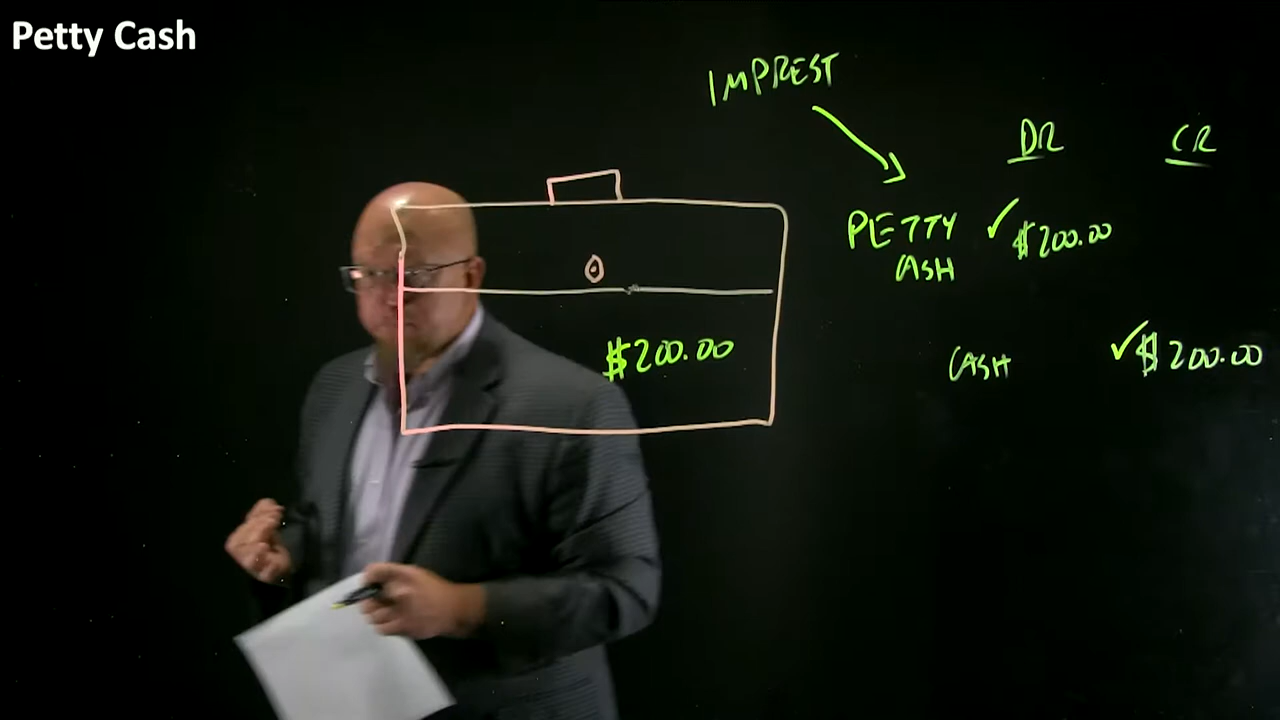 Petty Cash
IMPREST
DR CR
PETTY ✓ $200.00
CASH
$200.00
CASH ✓ $200.00